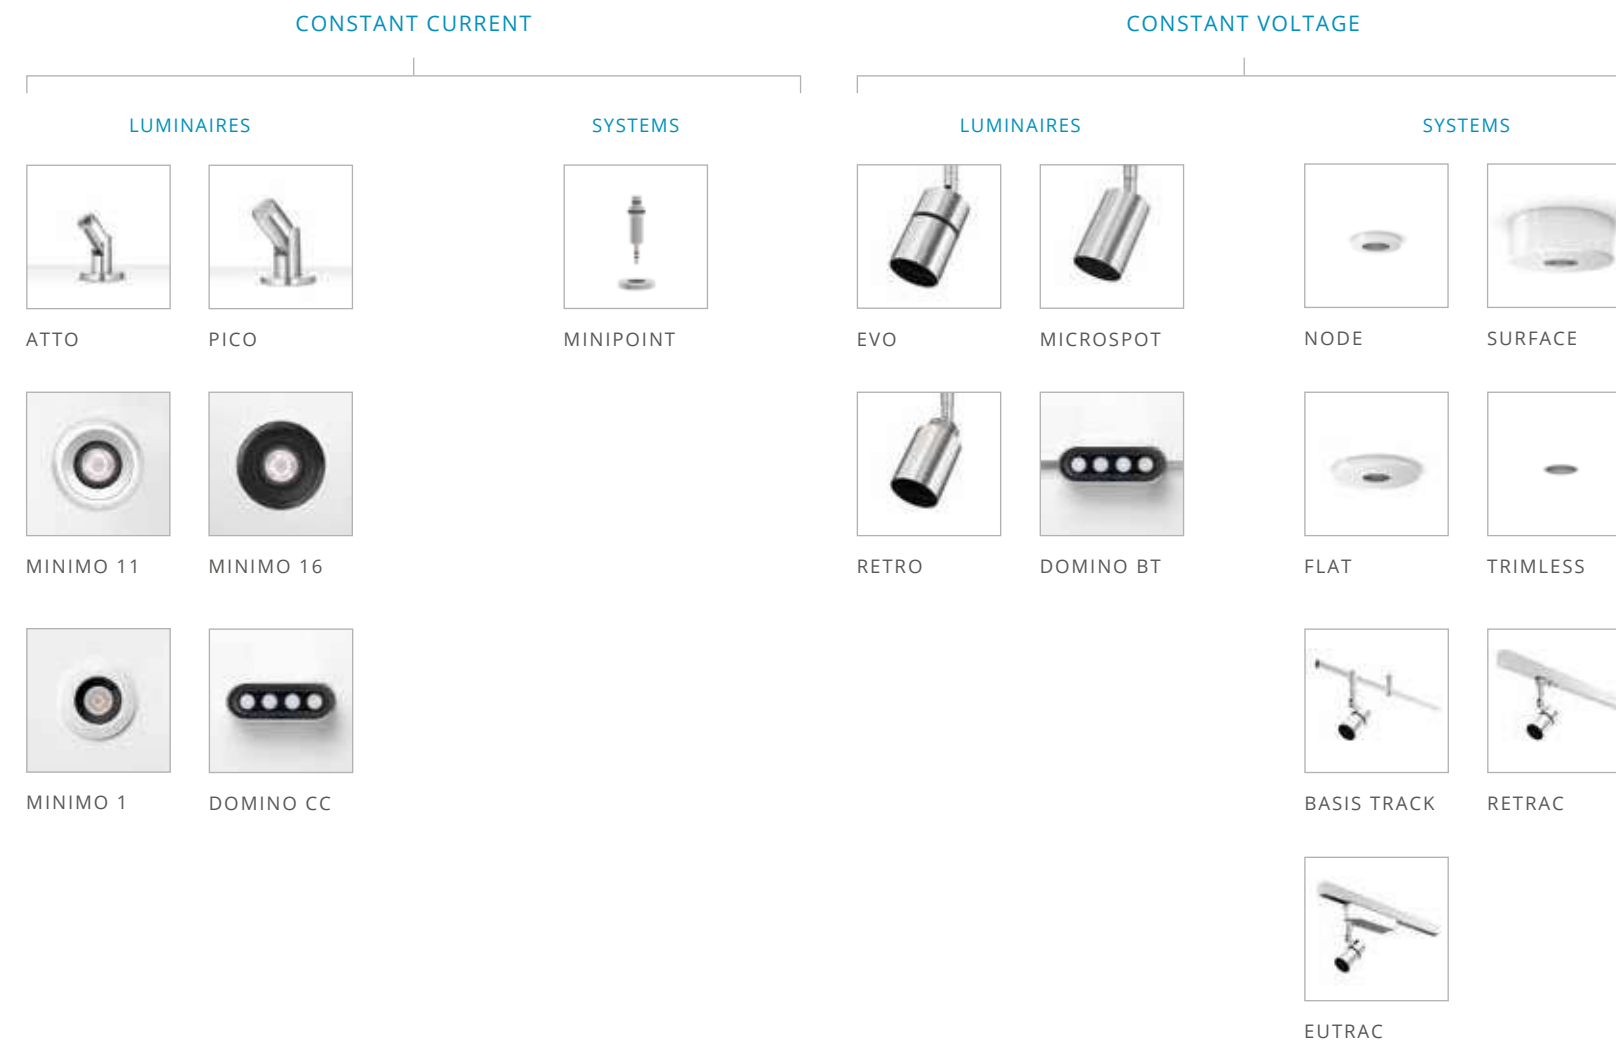 CONSTANT CURRENT
CONSTANT VOLTAGE
LUMINAIRES
SYSTEMS
LUMINAIRES
SYSTEMS
ATTO
PICO
MINIPOINT
EVO
MICROSPOT
NODE
SURFACE
MINIMO 11
MINIMO 16
RETRO
DOMINO BT
FLAT
TRIMLESS
MINIMO 1
DOMINO CC
BASIS TRACK
RETRAC
EUTRAC